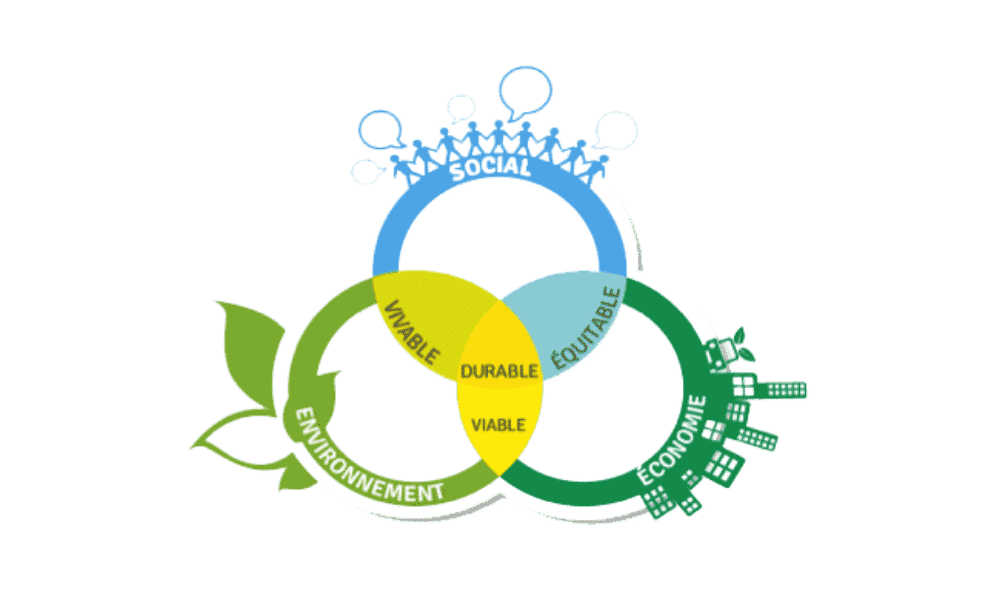 SOCIAL
VIVABLE
ÉQUITABLE
DURABLE
VIABLE
ENVIRONNEMENT
ÉCONOMIE